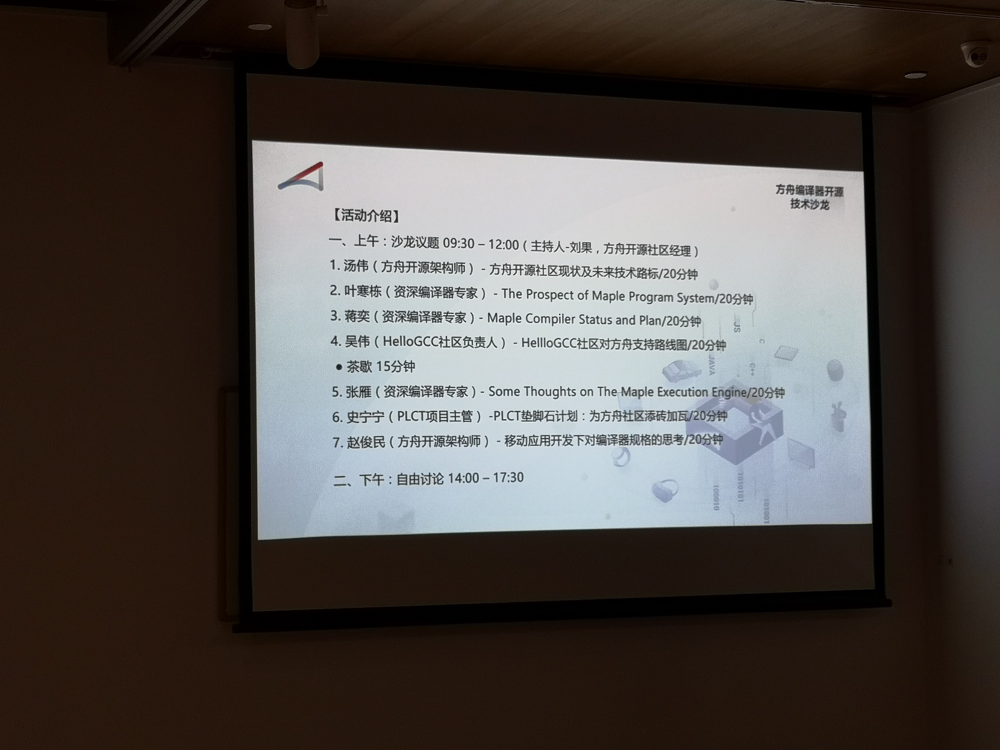 方舟编译器开源
技术沙龙
【活动介绍】
一、上午：沙龙议题 09:30 – 12:00（主持人-刘果，方舟开源社区经理）
1. 汤伟（方舟开源架构师） - 方舟开源社区现状及未来技术路标/20分钟
2. 叶寒栋（资深编译器专家） - The Prospect of Maple Program System/20分钟
3. 蒋奕（资深编译器专家）- Maple Compiler Status and Plan/20分钟
4. 吴伟（HelloGCC社区负责人） - HellloGCC社区对方舟支持路线图/20分钟
● 茶歇 15分钟
5. 张雁（资深编译器专家）- Some Thoughts on The Maple Execution Engine/20分钟
6. 史宁宁（PLCT项目主管） -PLCT垫脚石计划：为方舟社区添砖加瓦/20分钟
7. 赵俊民（方舟开源架构师） - 移动应用开发下对编译器规格的思考/20分钟
二、下午：自由讨论 14:00 – 17:30
JS
C
JAVA
C++
100010
1010101
101001